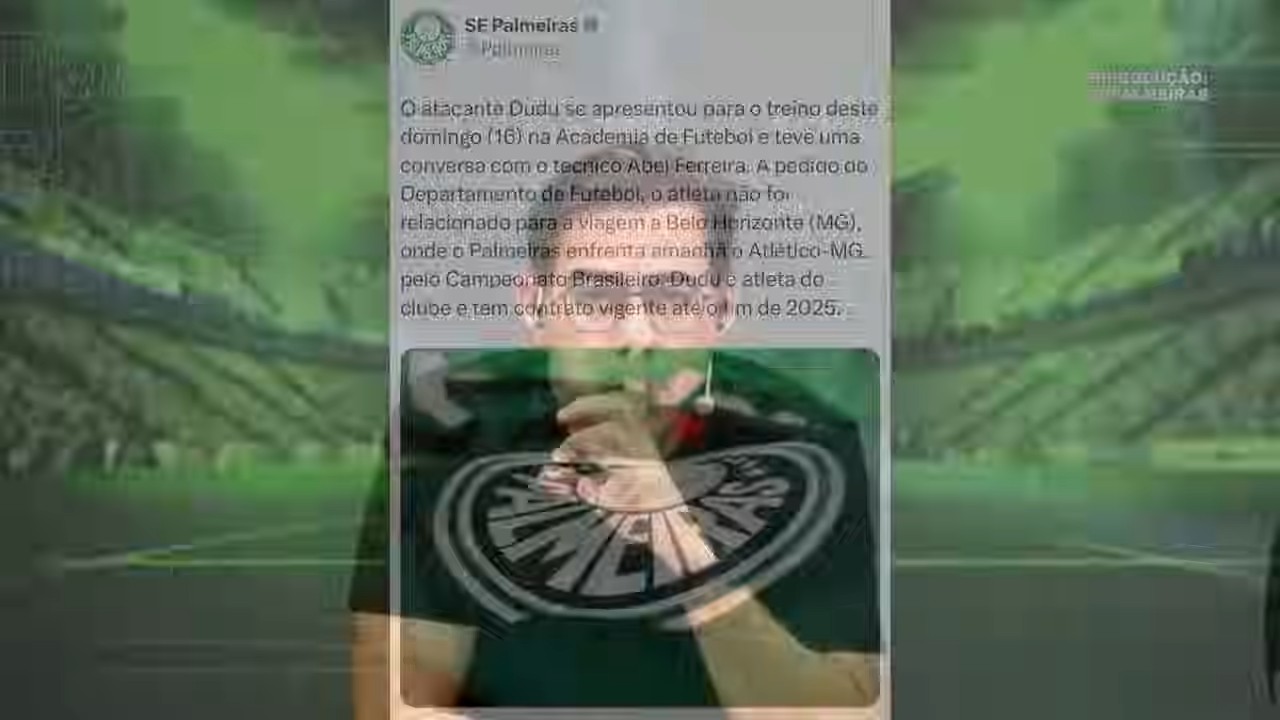 SE Palmeiras
@Palmeiras
O atacante Dudu se apresentou para o treino deste
domingo (16) na Academia de Futebol e teve uma
conversa com o técnico Abel Ferreira. A pedido do
Departamento de Futebol, o atleta não foi
relacionado para a viagem a Belo Horizonte (MG),
onde o Palmeiras enfrenta amanhã o Atlético-MG
pelo Campeonato Brasileiro. Dudu é atleta do
clube e tem contrato vigente até o fim de 2025.
REPRODUÇÃO:
PALMEIRAS
PALMEIRAS